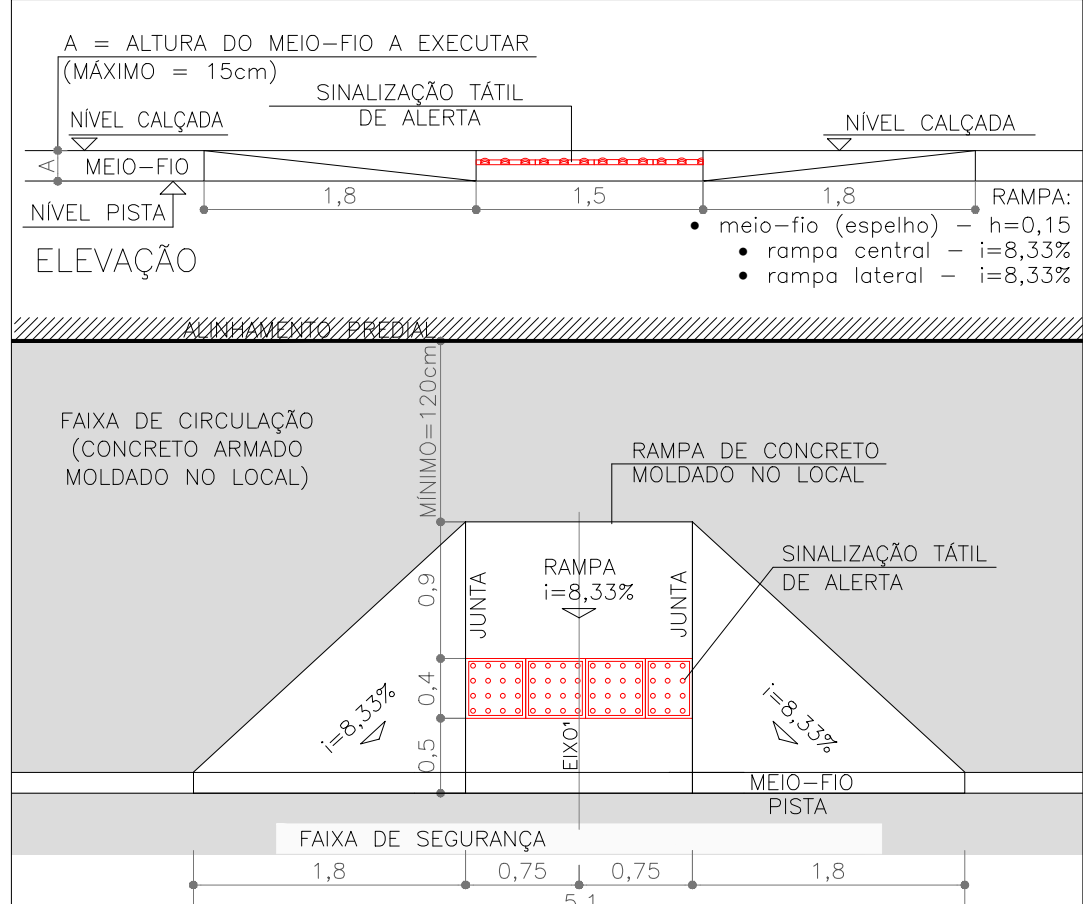 A = ALTURA DO MEIO-FIO A EXECUTAR
(MÁXIMO = 15cm)
SINALIZAÇÃO TÁTIL
DE ALERTA
NÍVEL CALÇADA
NÍVEL CALÇADA
A
MEIO-FIO
1,8
1,5
1,8
NÍVEL PISTA
RAMPA:
• meio-fio (espelho) - h=0,15
• rampa central - i=8,33%
• rampa lateral - i=8,33%
ELEVAÇÃO
ALINHAMENTO PREDIAL
MÍNIMO=120cm
FAIXA DE CIRCULAÇÃO
(CONCRETO ARMADO
MOLDADO NO LOCAL)
RAMPA DE CONCRETO
MOLDADO NO LOCAL
SINALIZAÇÃO TÁTIL
DE ALERTA
RAMPA
i=8,33%
JUNTA
JUNTA
0,9
0,4
0,5
i=8,33%
i=8,33%
EIXO¹
MEIO-FIO
PISTA
FAIXA DE SEGURANÇA
1,8
0,75
0,75
1,8
5,1